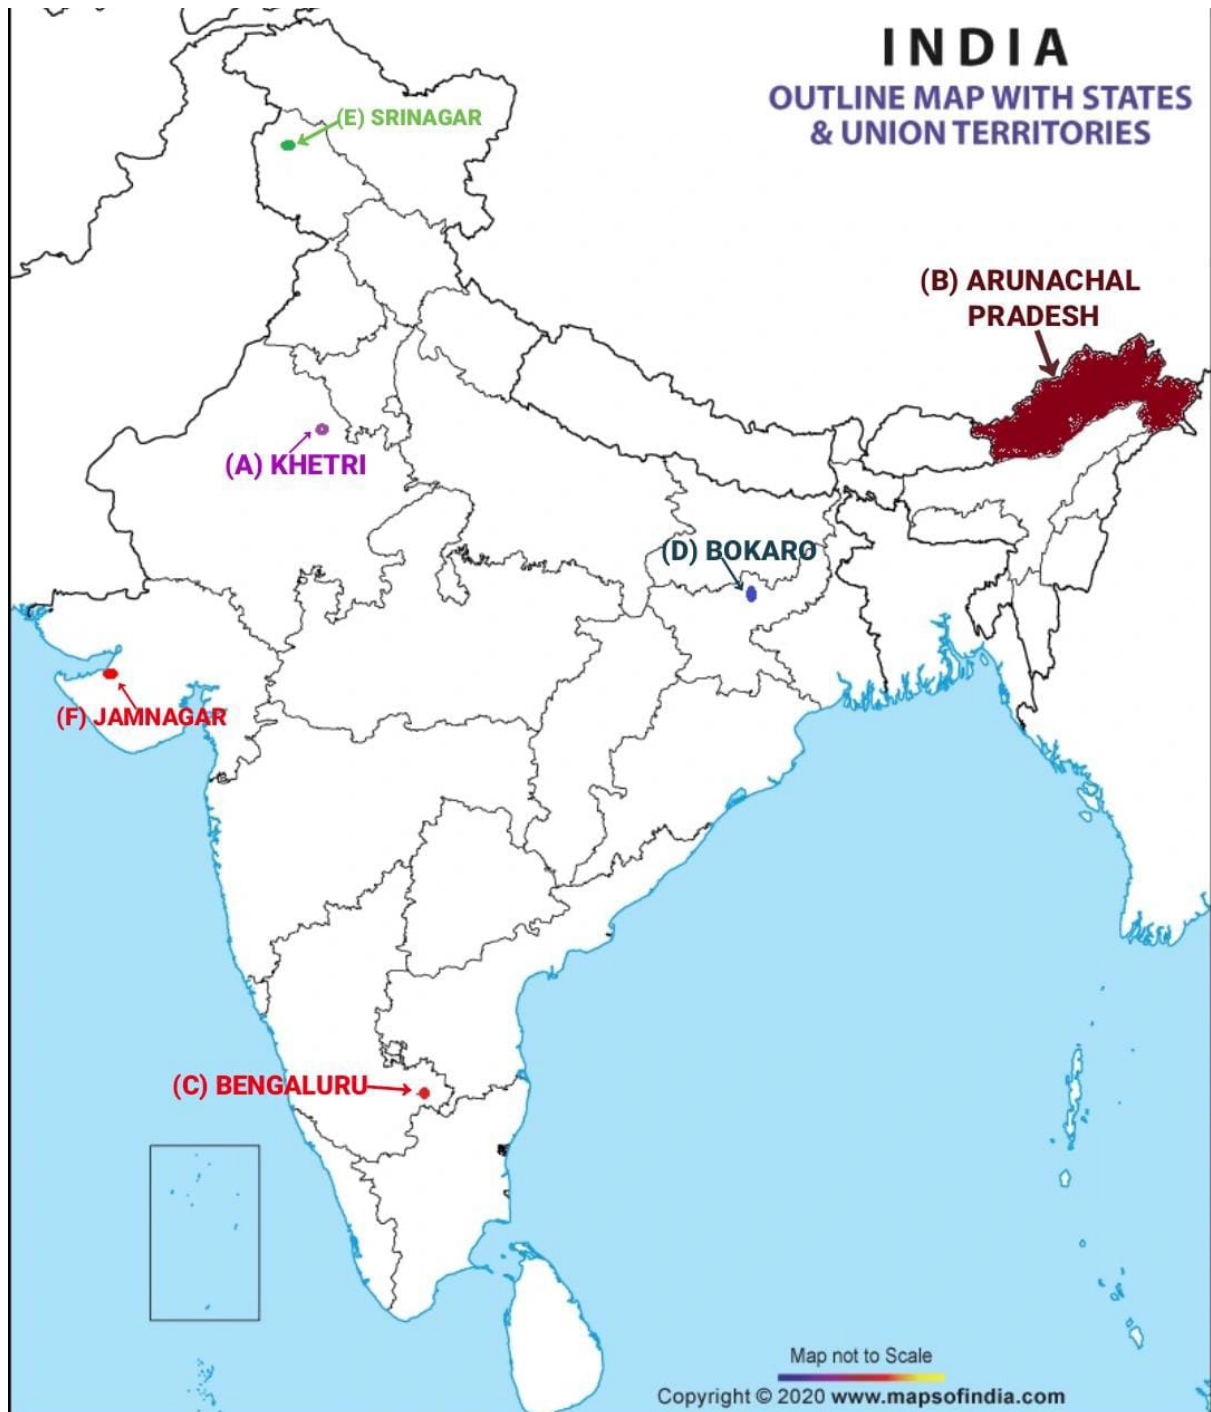 INDIA
OUTLINE MAP WITH STATES
& UNION TERRITORIES
(E) SRINAGAR
(B) ARUNACHAL
PRADESH
(A) KHETRI
(D) BOKARO
(F) JAMNAGAR
(C) BENGALURU
Map not to Scale
Copyright © 2020 www.mapsofindia.com